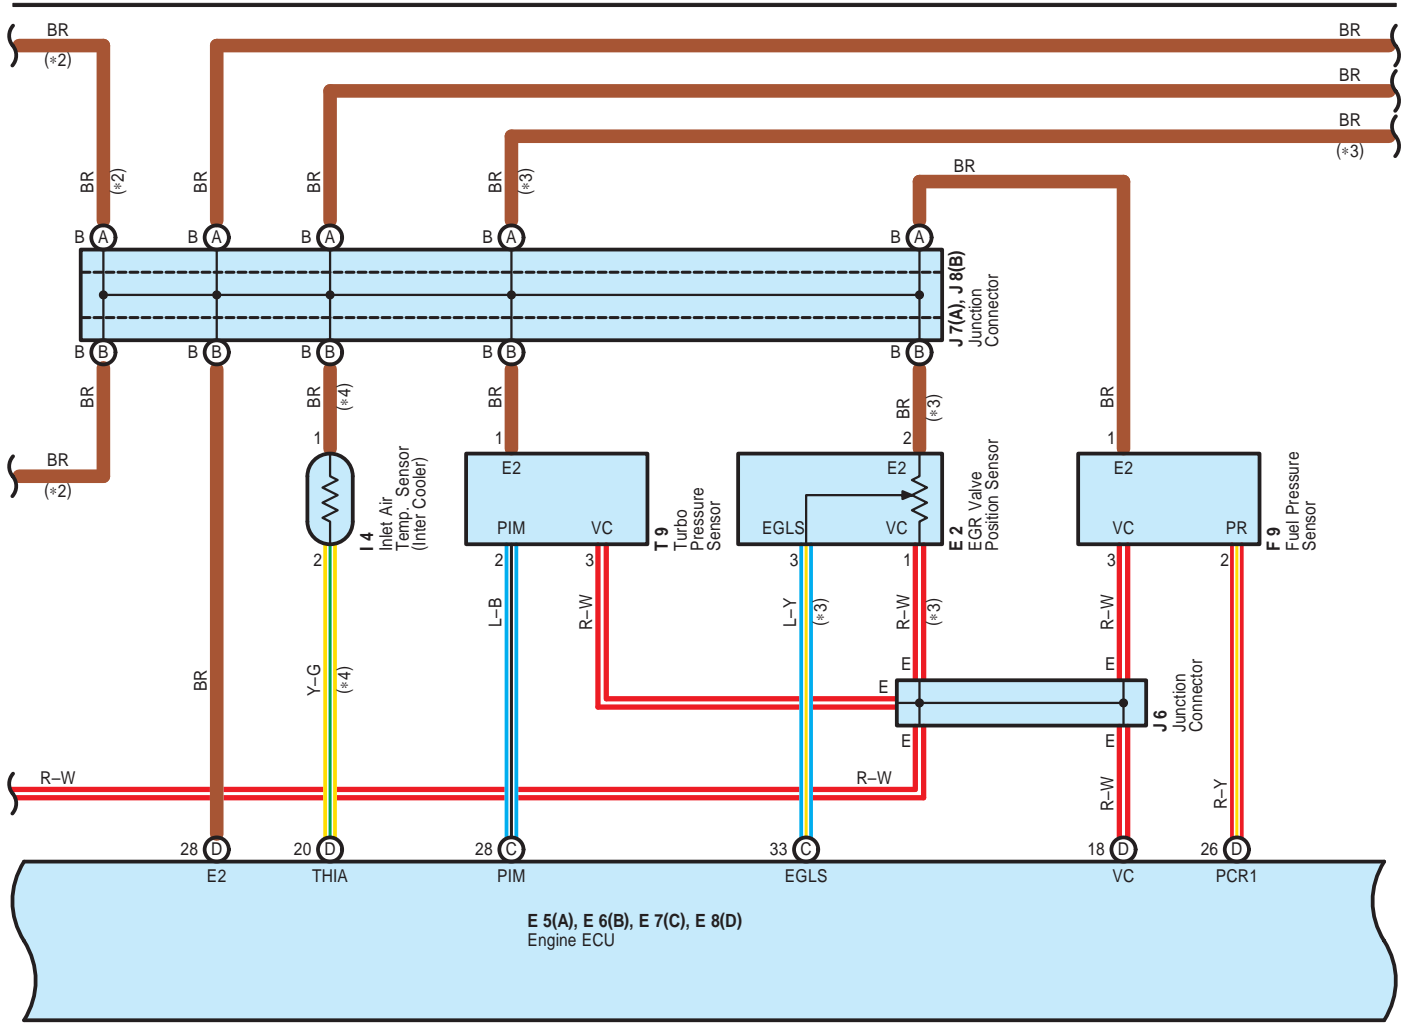 BR
(*2)
BR
BR
BR
(*3)
BR
BR
(*2)
BR
BR
BR
(*3)
B A
B A
B A
B A
B A
J 7(A), J 8(B)
Junction
Connector
B B
B B
B B
B B
B B
BR
BR
(*4)
BR
BR
(*3)
BR
BR
(*2)
1
1
2
1
I 4
Inlet Air
Temp. Sensor
(Inter Cooler)
E2
PIM
VC
T 9
Turbo
Pressure
Sensor
E2
EGLS
VC
E 2
EGR Valve
Position Sensor
E2
VC
PR
F 9
Fuel Pressure
Sensor
2
2
3
3
1
3
2
L–B
R–W
L–Y
(*3)
R–W
(*3)
R–W
BR
Y–G
(*4)
E
E
E
E
E
J 6
Junction
Connector
R–W
R–W
R–W
R–Y
28 D
20 D
28 C
33 C
18 D
26 D
E2
THIA
PIM
EGLS
VC
PCR1
E 5(A), E 6(B), E 7(C), E 8(D)
Engine ECU